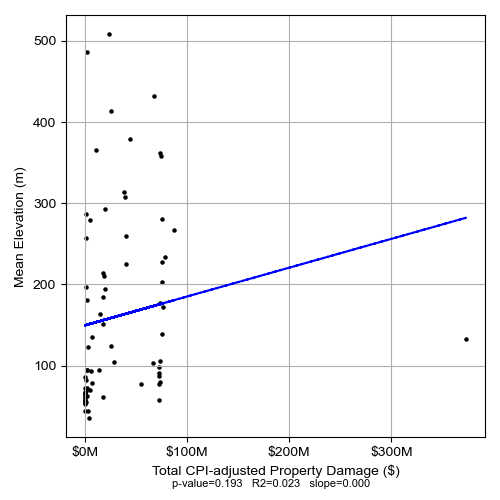 500
400
300
200
100
Mean Elevation (m)
$0M $100M $200M $300M
Total CPI-adjusted Property Damage ($)
p-value=0.193 R2=0.023 slope=0.000